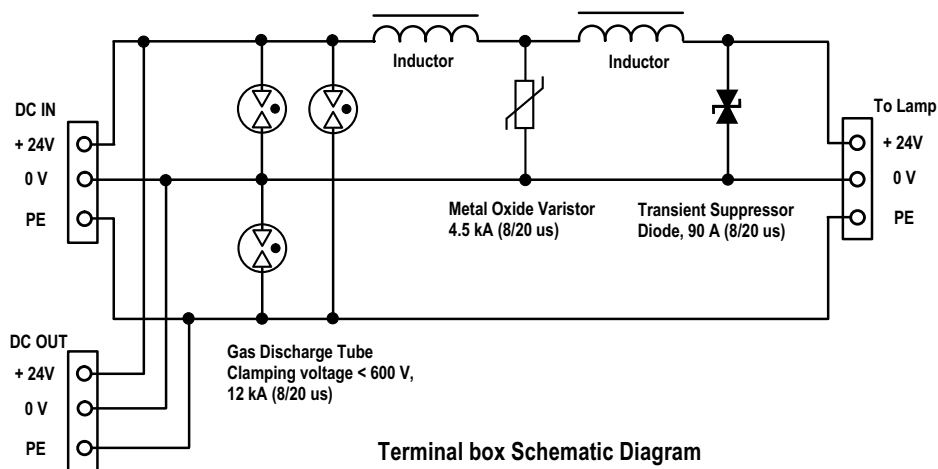 Inductor
Inductor
DC IN
+ 24V
0 V
PE
To Lamp
+ 24V
0 V
PE
Metal Oxide Varistor
4.5 kA (8/20 us)
Transient Suppressor
Diode, 90 A (8/20 us)
DC OUT
+ 24V
0 V
PE
Gas Discharge Tube
Clamping voltage < 600 V,
12 kA (8/20 us)
Terminal box Schematic Diagram